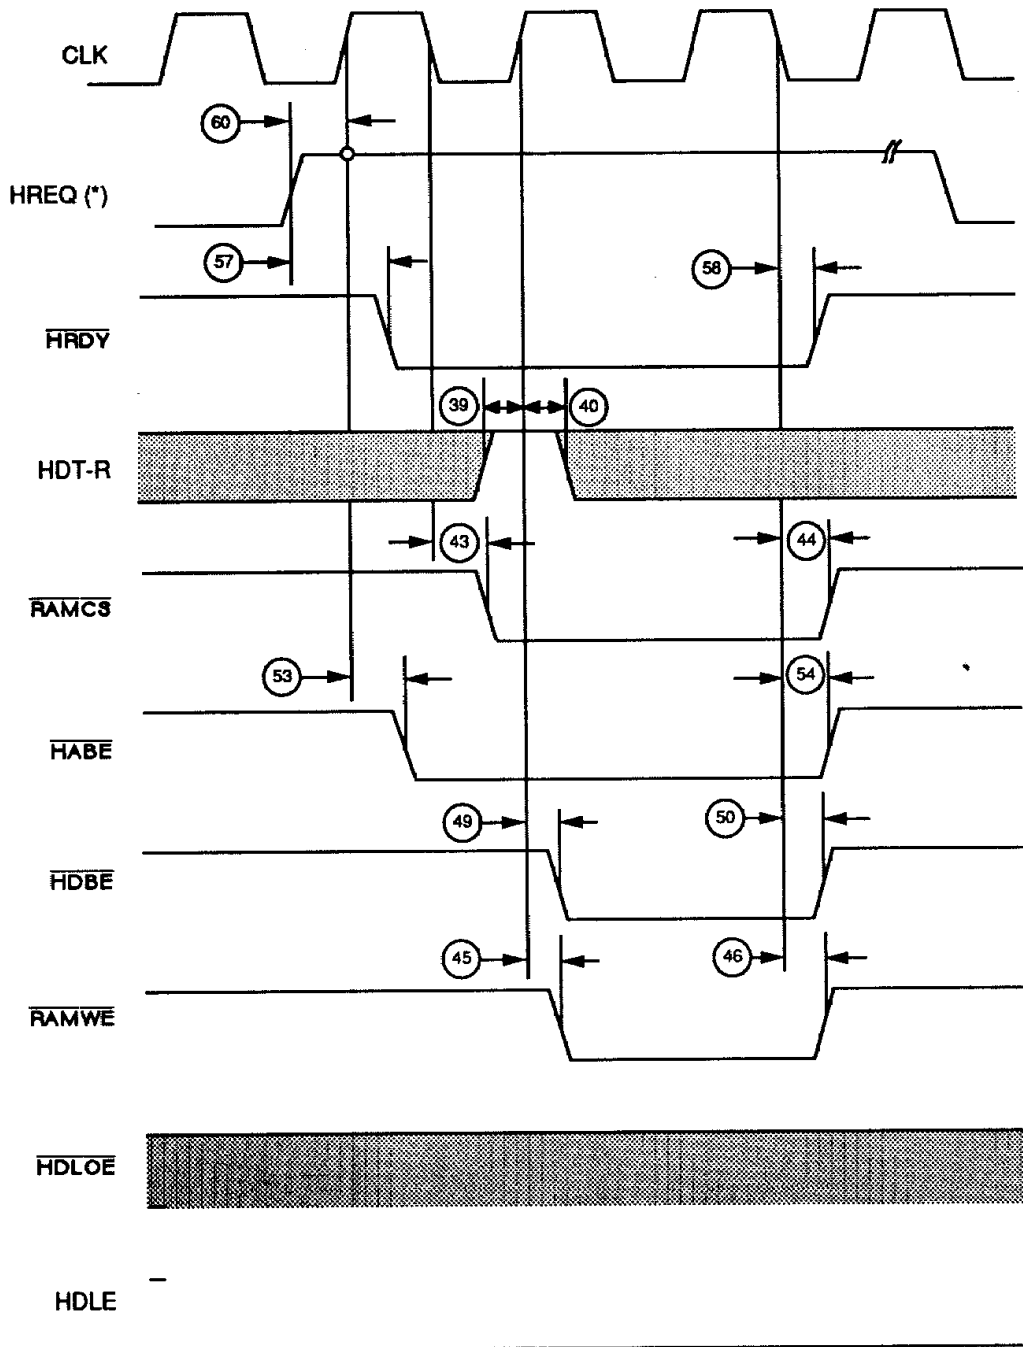 CLK
60
HREQ (*)
57
58
HRDY
39
40
HDT-R
43
44
RAMCS
53
54
HABE
49
50
HDBE
45
46
RAMWE
HDLOE
HDLE